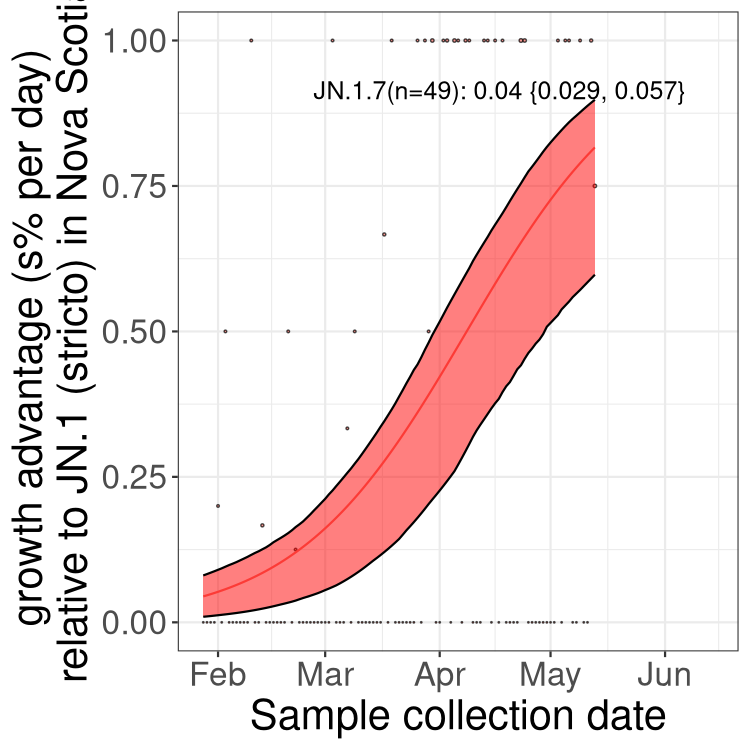 growth advantage (s% per day)
relative to JN.1 (stricto) in Nova Scotia
1.00
JN.1.7(n=49): 0.04 {0.029, 0.057}
0.75
0.50
0.25
0.00
Feb Mar Apr May Jun
Sample collection date